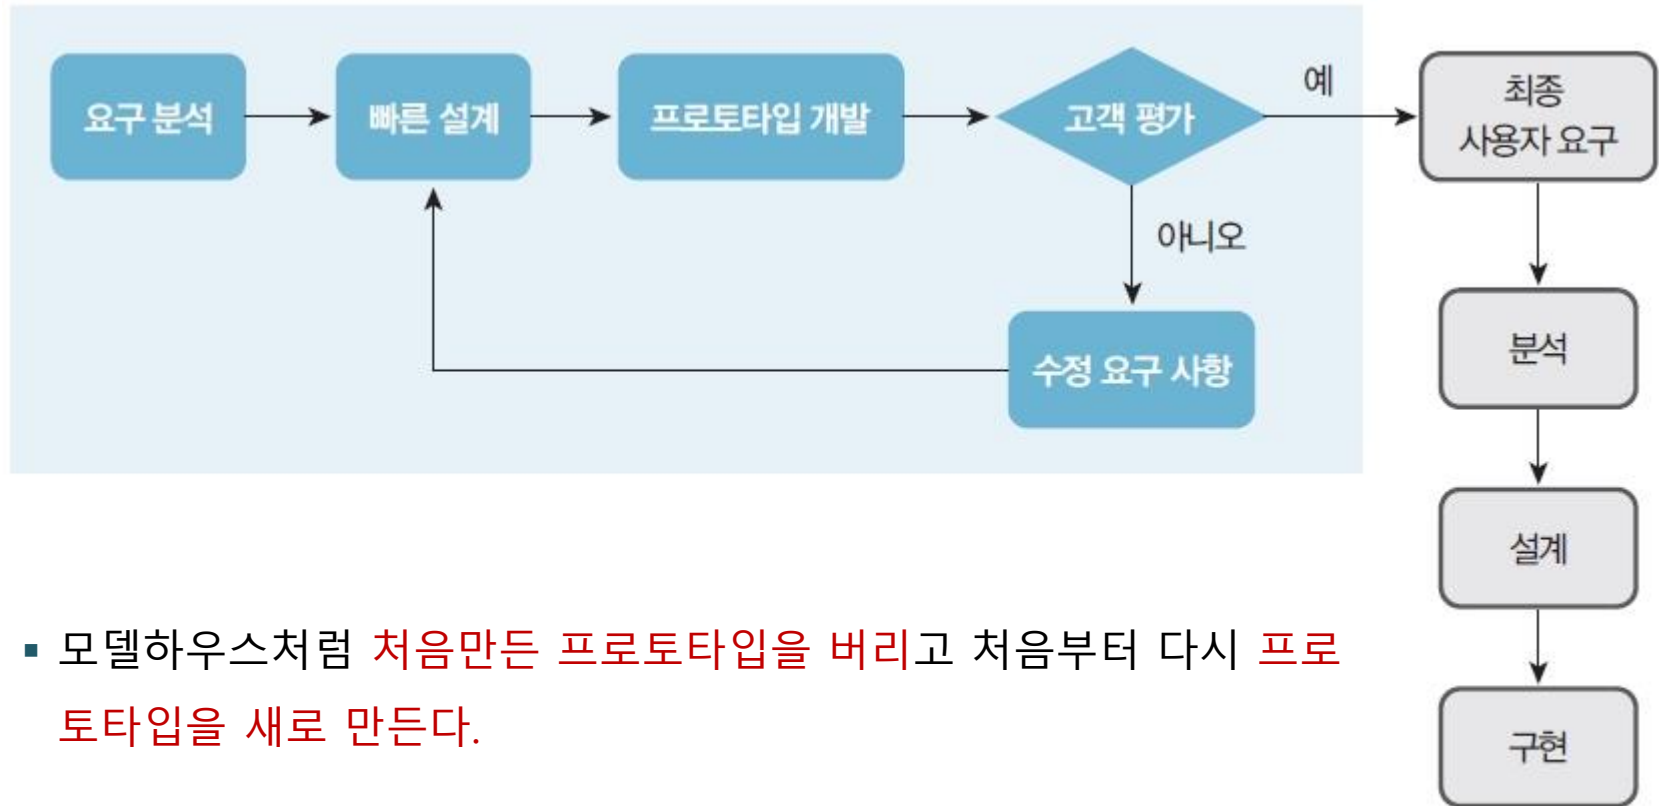 요구 분석
빠른 설계
프로토타입 개발
고객 평가
예
최종
사용자 요구
아니오
수정 요구 사항
분석
설계
구현
▪ 모델하우스처럼 처음만든 프로토타입을 버리고 처음부터 다시 프로
토타입을 새로 만든다.